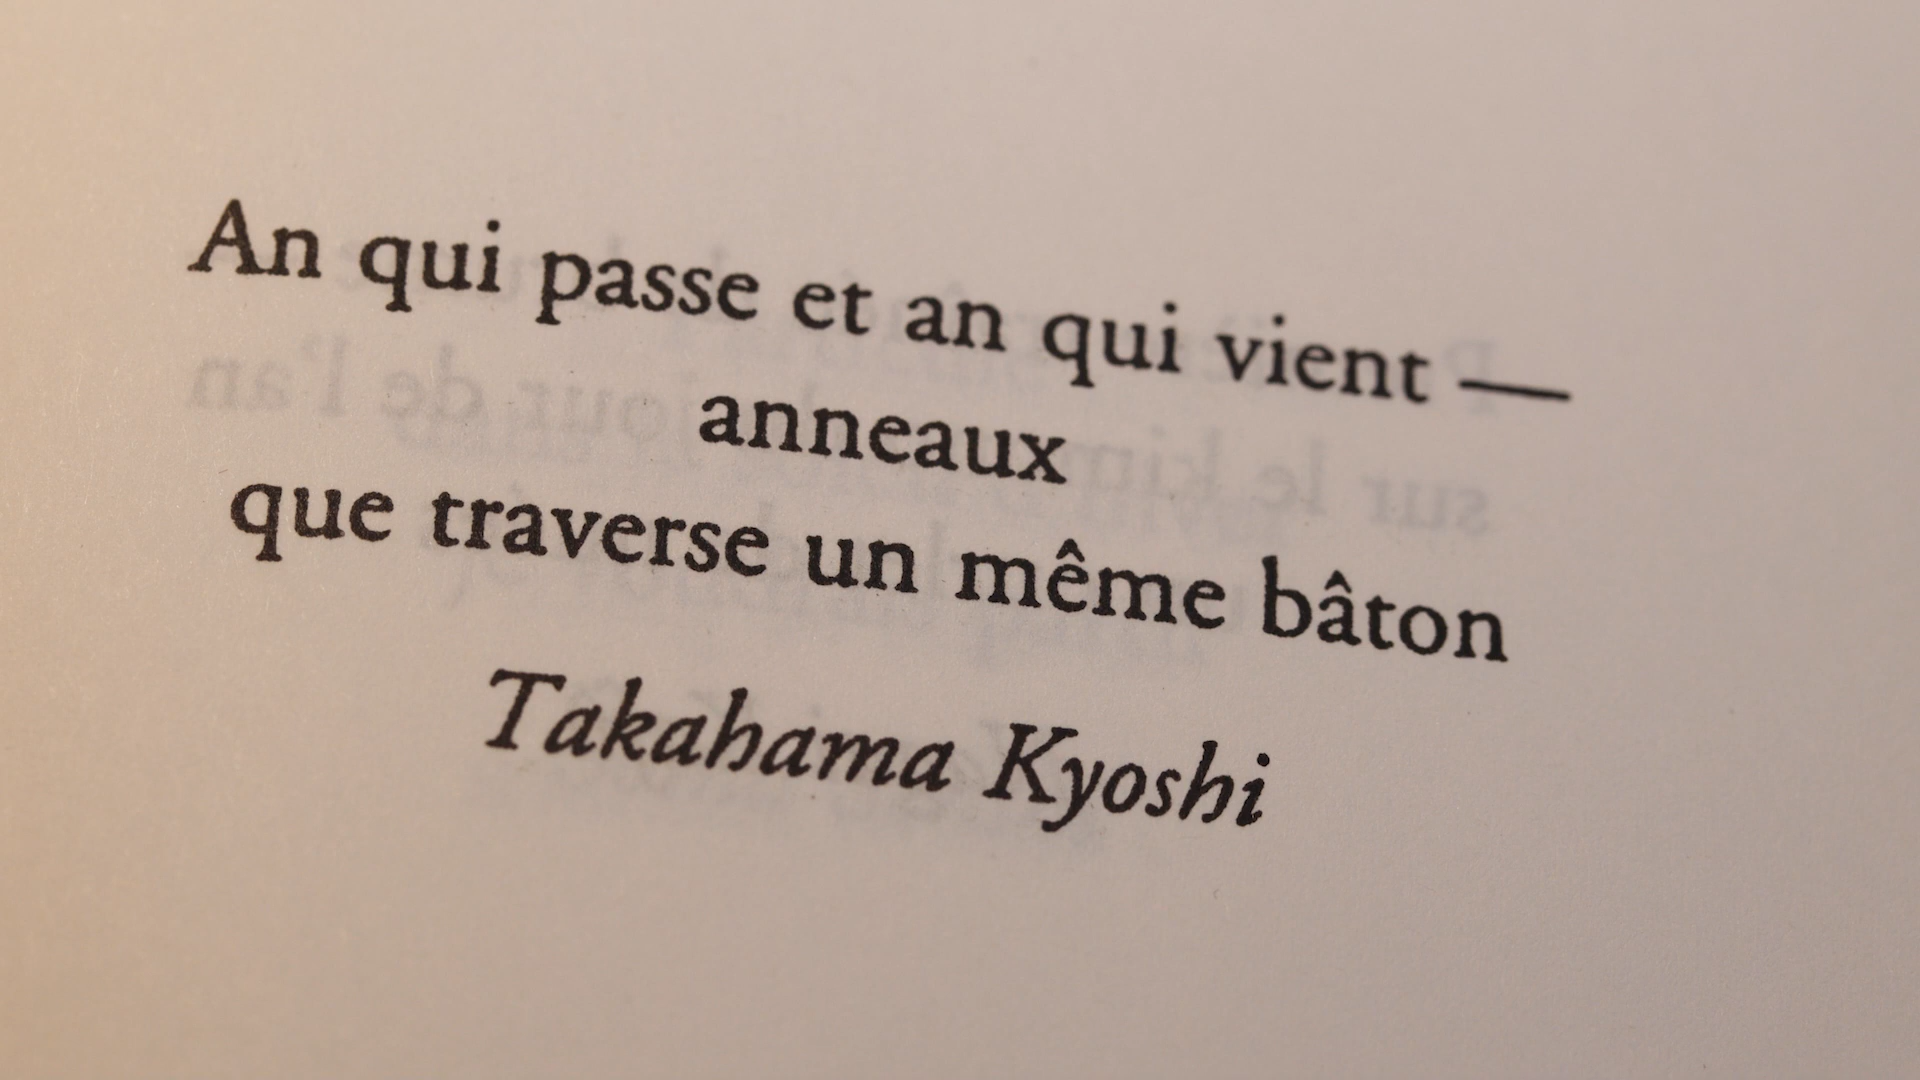 An qui passe et an qui vient —
anneaux
que traverse un même bâton
Takahama Kyoshi